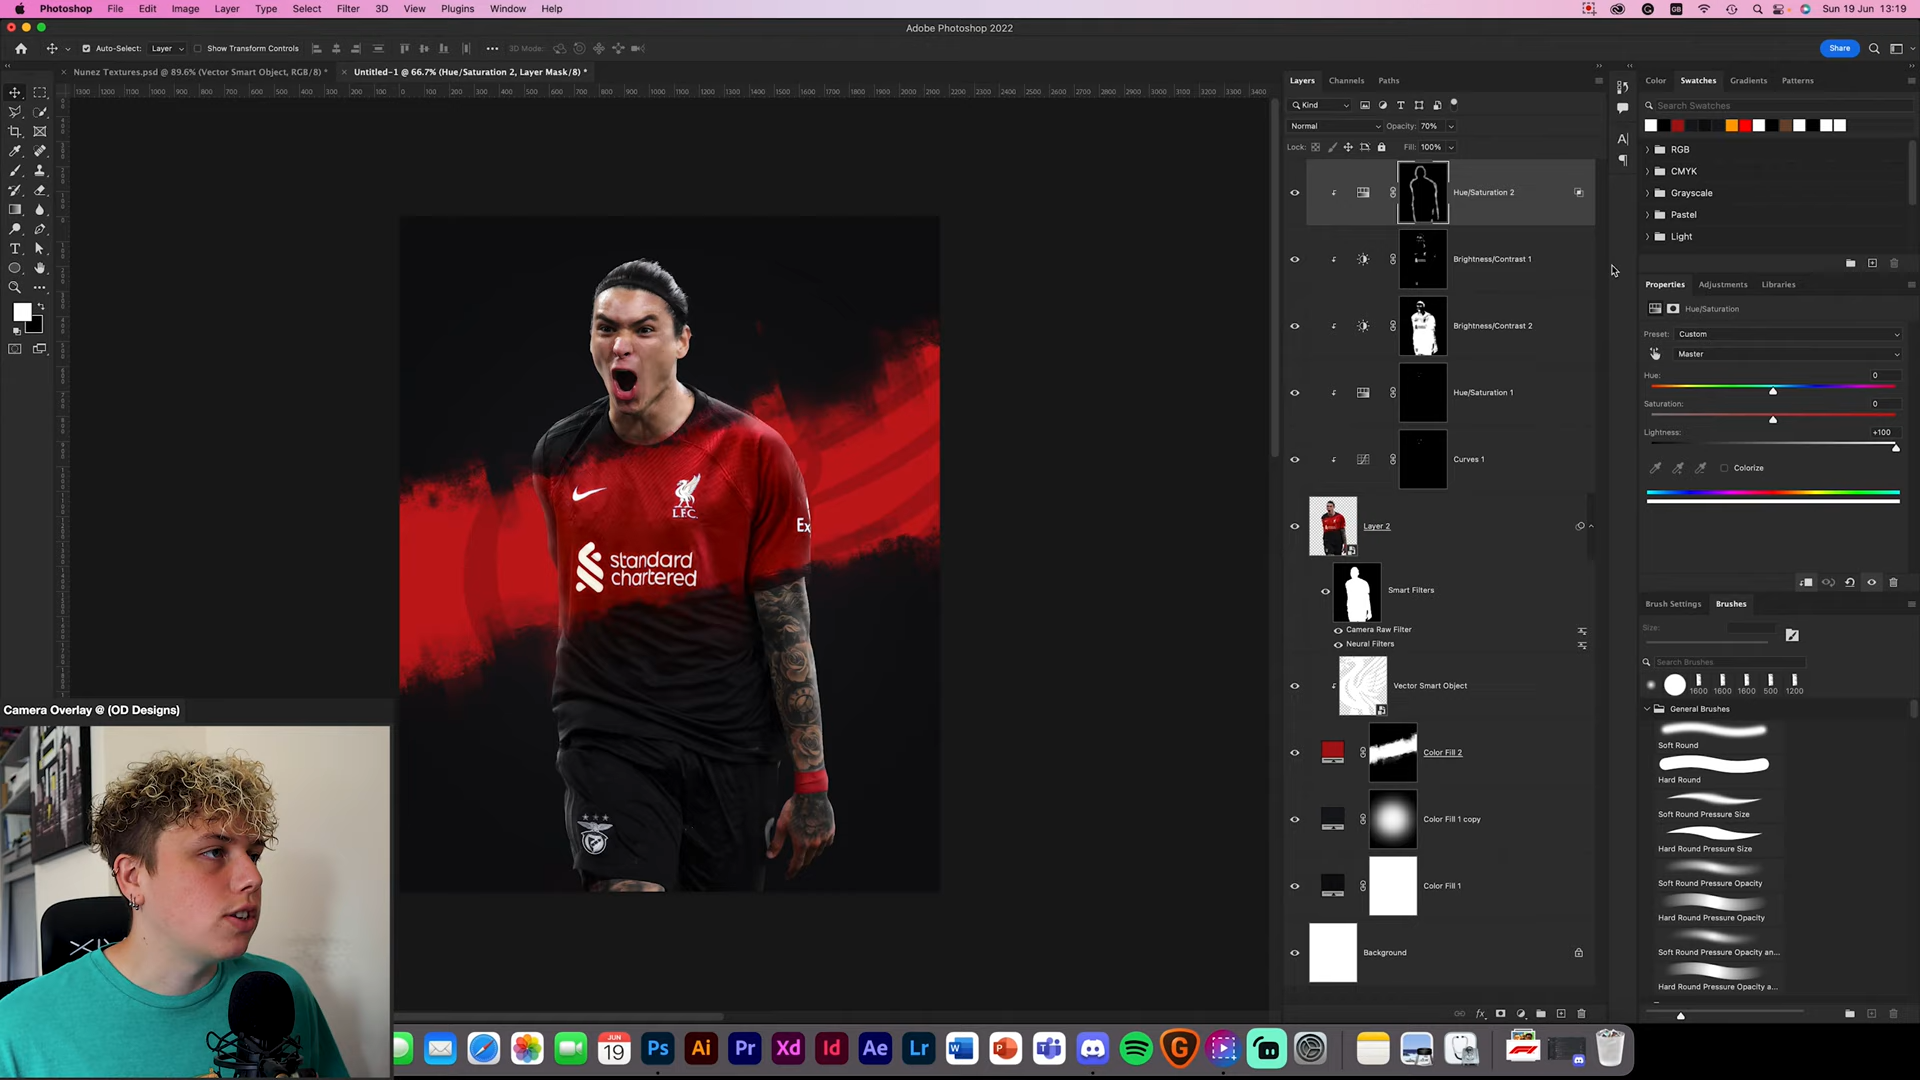 Photoshop File Edit Image Layer Type Select Filter 3D View Plugins Window Help
Sun 19 Jun 13:19
Adobe Photoshop 2022
Auto-Select: Layer Show Transform Controls
3D Mode:
Share
Nunez Textures.psd @ 89.6% (Vector Smart Object, RGB/8) *
Untitled-1 @ 66.7% (Hue/Saturation 2, Layer Mask/8) *
Layers Channels Paths
Kind
Normal Opacity: 70%
Lock: Fill: 100%
Hue/Saturation 2
Brightness/Contrast 1
Brightness/Contrast 2
Hue/Saturation 1
Curves 1
Layer 2
Smart Filters
Camera Raw Filter
Neural Filters
Vector Smart Object
Color Fill 2
Color Fill 1 copy
Color Fill 1
Background
Color Swatches Gradients Patterns
Search Swatches
RGB
CMYK
Grayscale
Pastel
Light
Properties Adjustments Libraries
Hue/Saturation
Preset: Custom
Master
Hue: 0
Saturation: 0
Lightness: +100
Colorize
Brush Settings Brushes
Size:
Search Brushes
1600 1600 1600 500 1200
General Brushes
Soft Round
Hard Round
Soft Round Pressure Size
Hard Round Pressure Size
Soft Round Pressure Opacity
Hard Round Pressure Opacity
Soft Round Pressure Opacity an...
Hard Round Pressure Opacity a...
L.F.C.
Ex
standard
chartered
Camera Overlay @ (OD Designs)
JUN
19
Ps Ai Pr Xd Id Ae Lr